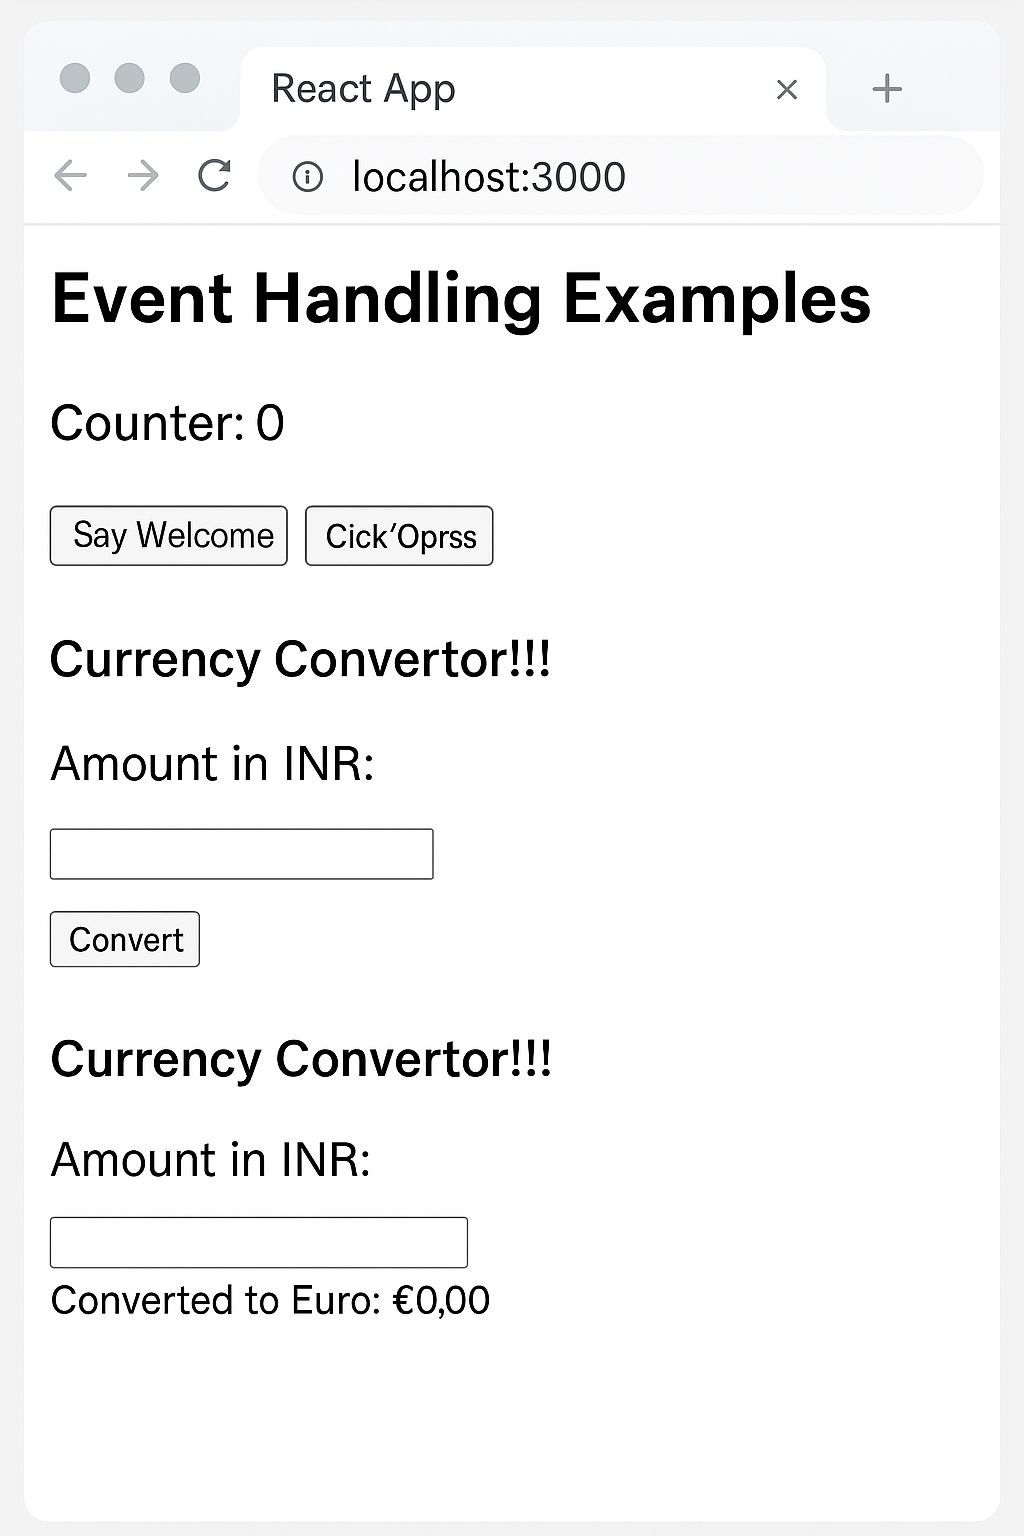 React App
localhost:3000
Event Handling Examples
Counter: 0
Say Welcome Cick′Oprss
Currency Convertor!!!
Amount in INR:
Convert
Currency Convertor!!!
Amount in INR:
Converted to Euro: €0,00